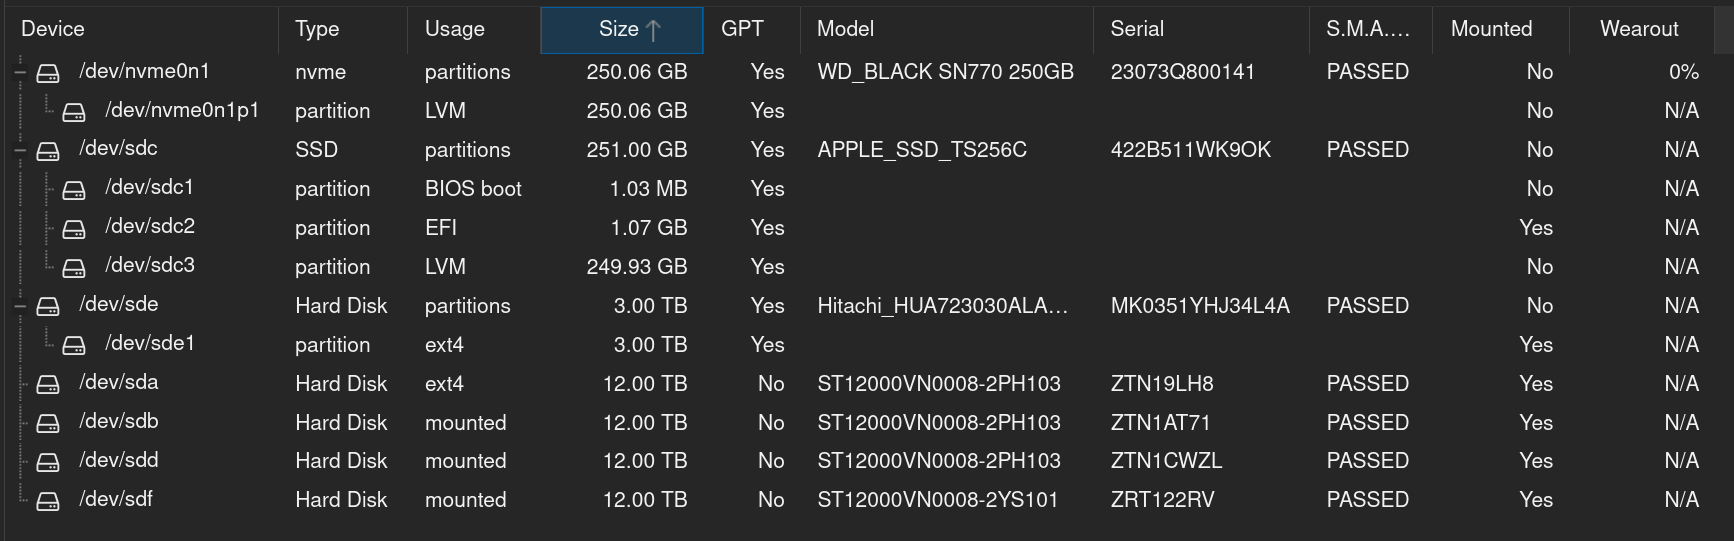 Device Type Usage Size ↑ GPT Model Serial S.M.A.... Mounted Wearout
/dev/nvme0n1 nvme partitions 250.06 GB Yes WD_BLACK SN770 250GB 23073Q800141 PASSED No 0%
/dev/nvme0n1p1 partition LVM 250.06 GB Yes No N/A
/dev/sdc SSD partitions 251.00 GB Yes APPLE_SSD_TS256C 422B511WK9OK PASSED No N/A
/dev/sdc1 partition BIOS boot 1.03 MB Yes No N/A
/dev/sdc2 partition EFI 1.07 GB Yes Yes N/A
/dev/sdc3 partition LVM 249.93 GB Yes No N/A
/dev/sde Hard Disk partitions 3.00 TB Yes Hitachi_HUA723030ALA... MK0351YHJ34L4A PASSED No N/A
/dev/sde1 partition ext4 3.00 TB Yes Yes N/A
/dev/sda Hard Disk ext4 12.00 TB No ST12000VN0008-2PH103 ZTN19LH8 PASSED Yes N/A
/dev/sdb Hard Disk mounted 12.00 TB No ST12000VN0008-2PH103 ZTN1AT71 PASSED Yes N/A
/dev/sdd Hard Disk mounted 12.00 TB No ST12000VN0008-2PH103 ZTN1CWZL PASSED Yes N/A
/dev/sdf Hard Disk mounted 12.00 TB No ST12000VN0008-2YS101 ZRT122RV PASSED Yes N/A